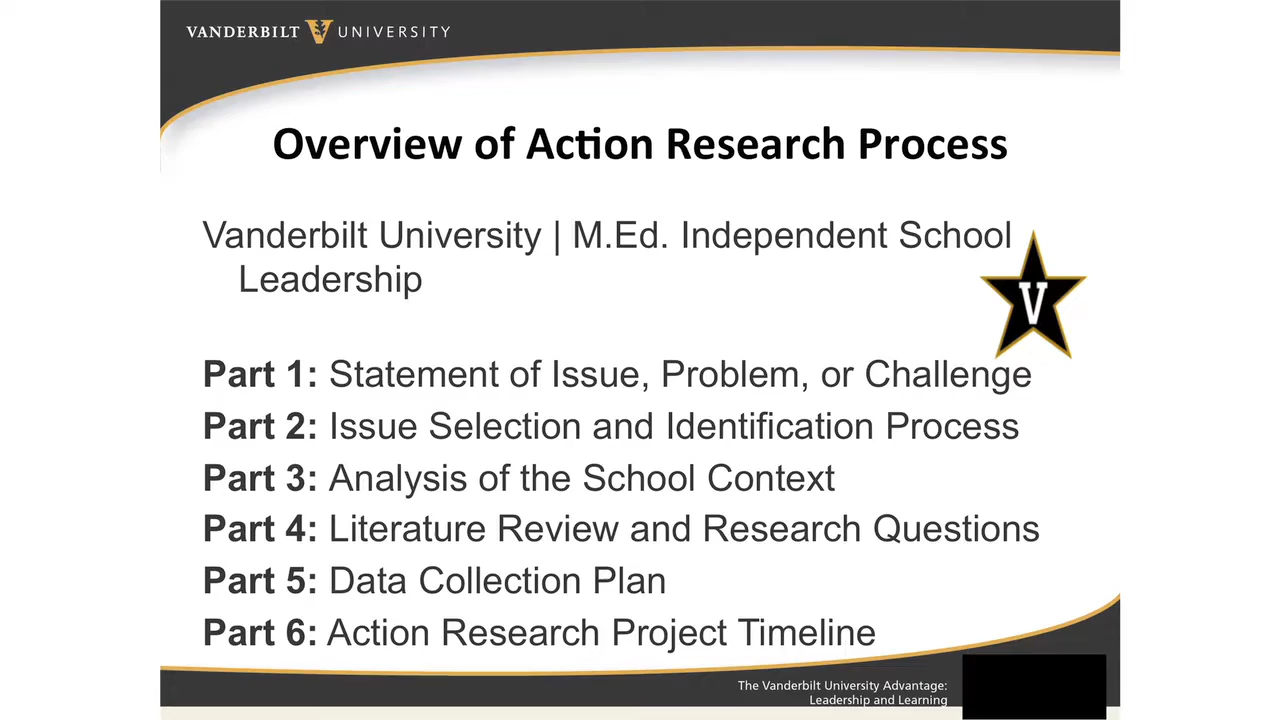 VANDERBILT V UNIVERSITY
Overview of Action Research Process
Vanderbilt University | M.Ed. Independent School
Leadership
V
Part 1: Statement of Issue, Problem, or Challenge
Part 2: Issue Selection and Identification Process
Part 3: Analysis of the School Context
Part 4: Literature Review and Research Questions
Part 5: Data Collection Plan
Part 6: Action Research Project Timeline
The Vanderbilt University Advantage:
Leadership and Learning